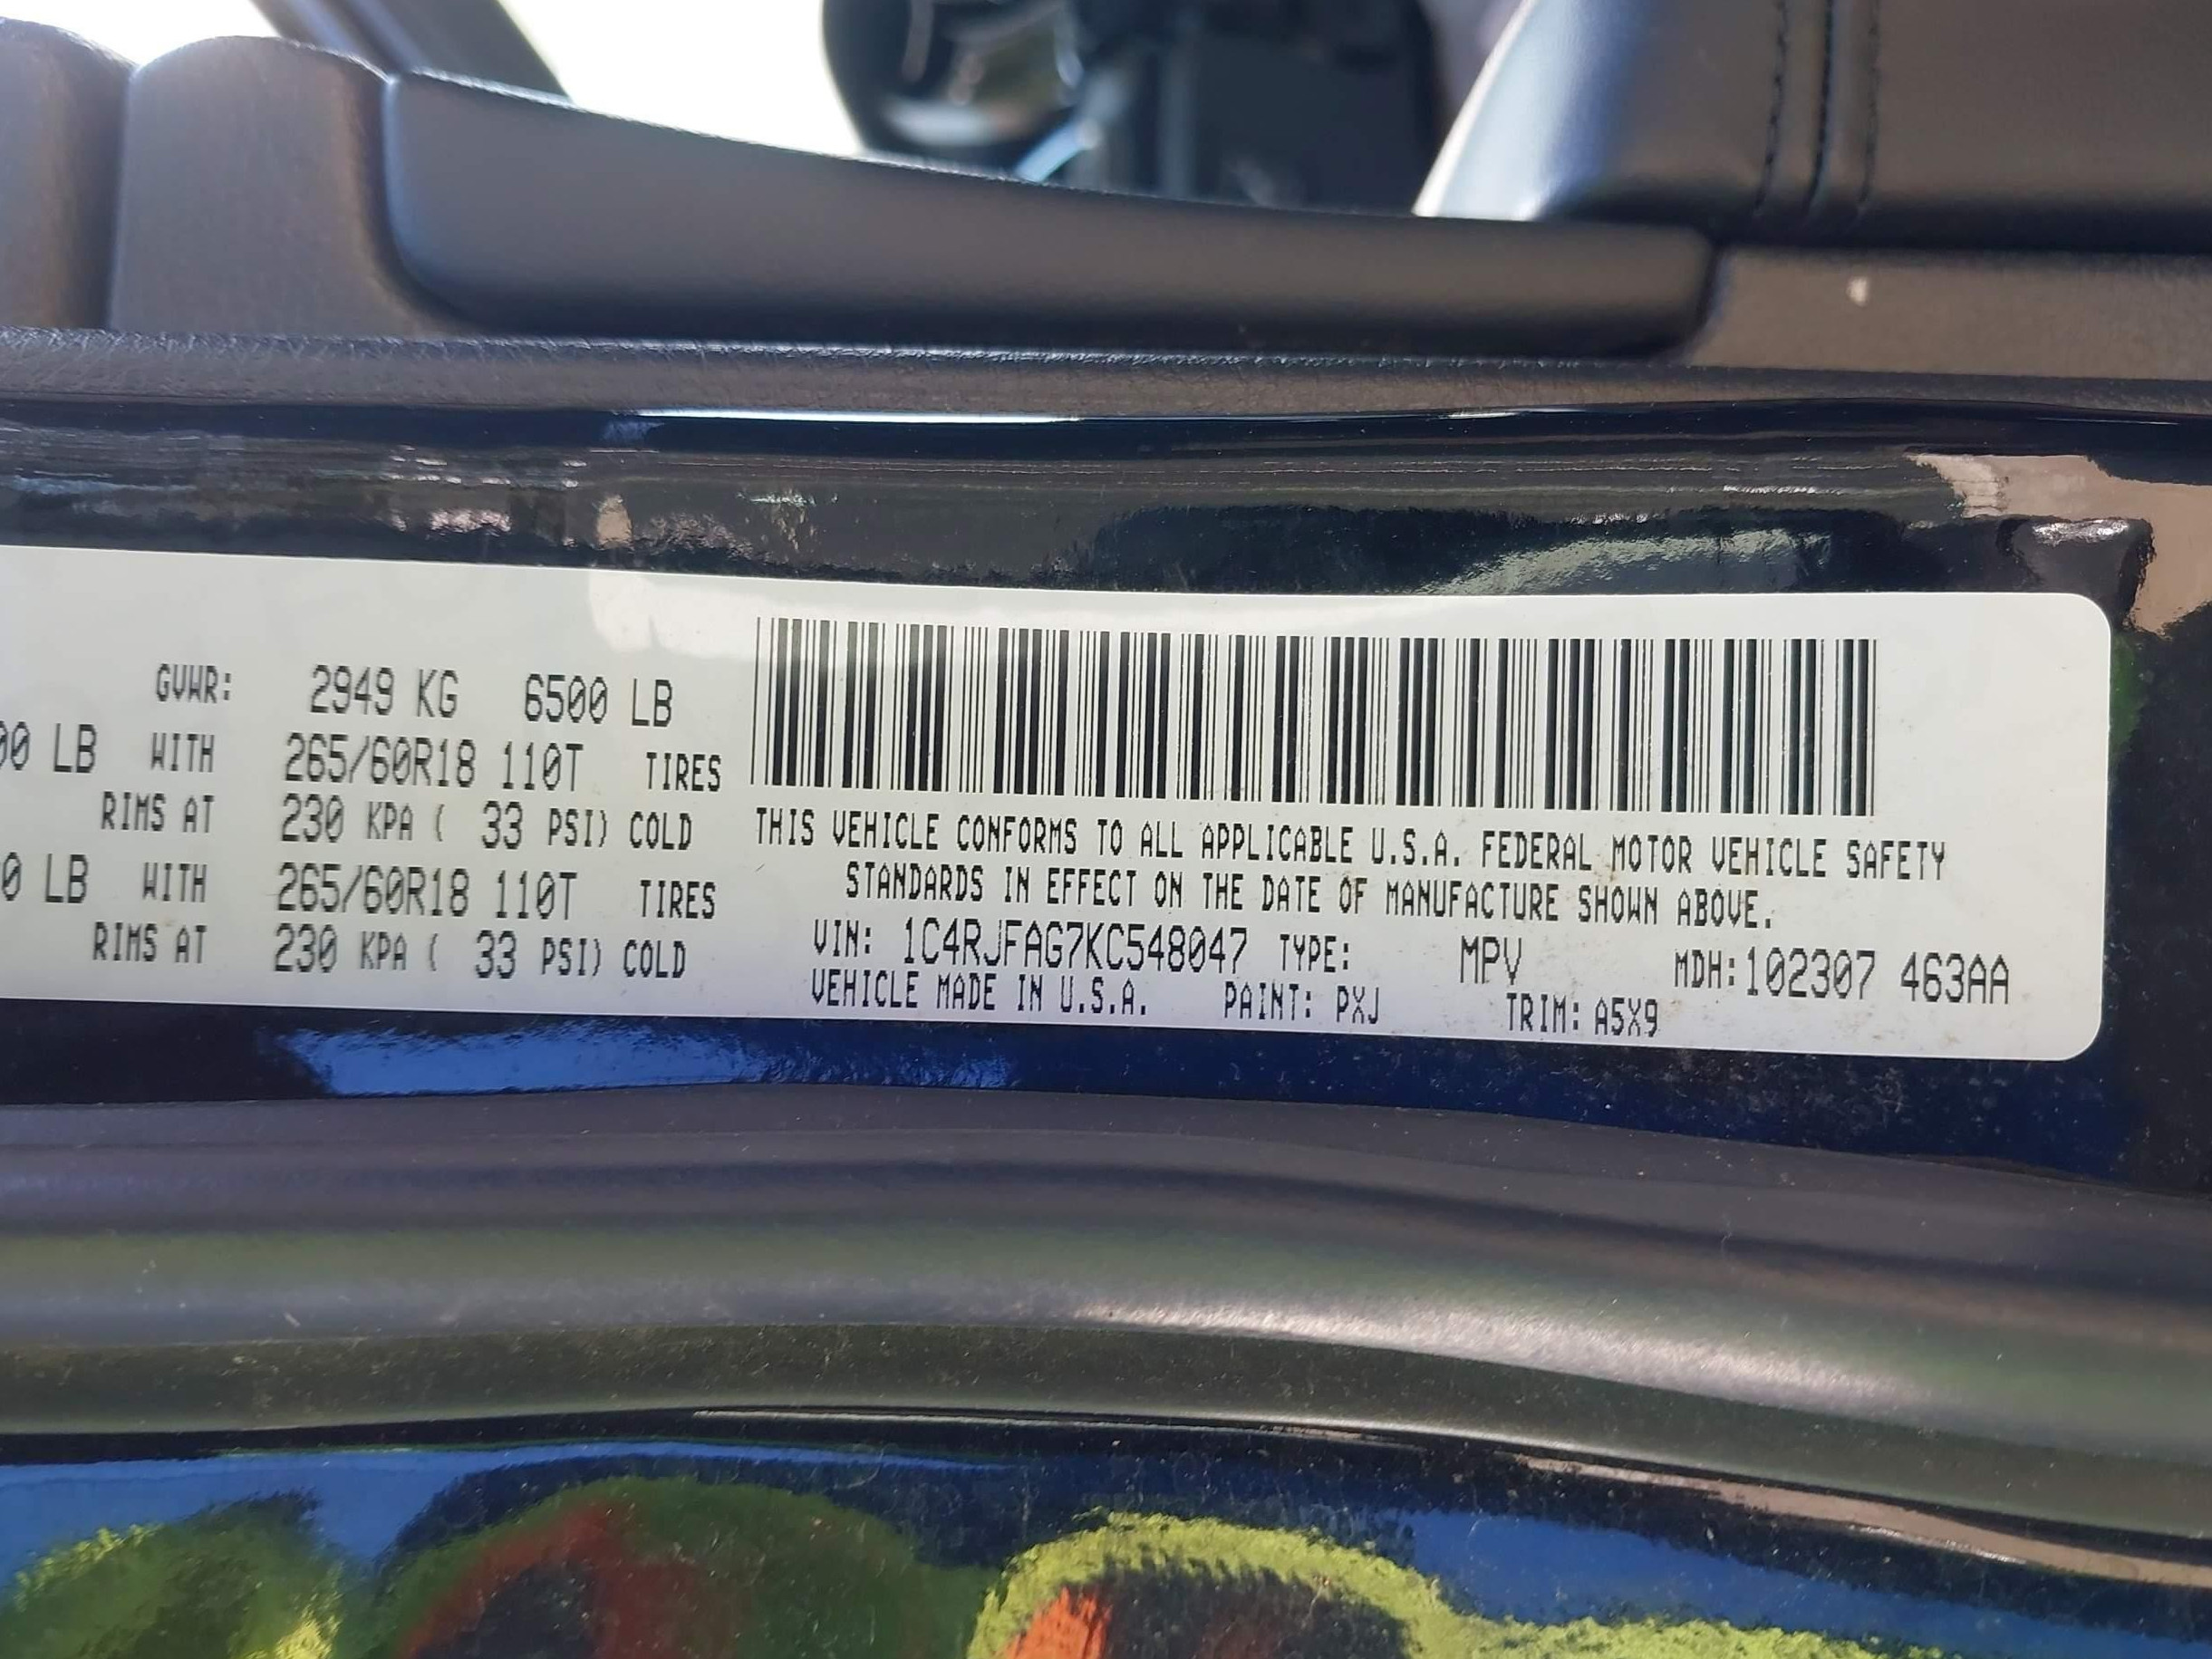 GVWR: 2949 KG 6500 LB
LB WITH 265/60R18 110T TIRES
RIMS AT 230 KPA ( 33 PSI) COLD
LB WITH 265/60R18 110T TIRES
RIMS AT 230 KPA ( 33 PSI) COLD
THIS VEHICLE CONFORMS TO ALL APPLICABLE U.S.A. FEDERAL MOTOR VEHICLE SAFETY
STANDARDS IN EFFECT ON THE DATE OF MANUFACTURE SHOWN ABOVE.
VIN: 1C4RJFAG7KC548047 TYPE: MPV MDH:102307 463AA
VEHICLE MADE IN U.S.A. PAINT: PXJ TRIM: A5X9